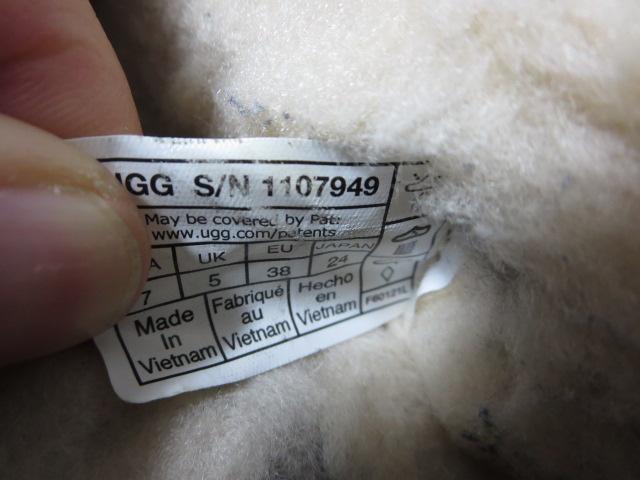 UGG S/N 1107949
May be covered by Pat:
www.ugg.com/patents
A UK EU JAPAN
7 5 38 24
Made In Vietnam
Fabriqué au Vietnam
Hecho en Vietnam
F60121L